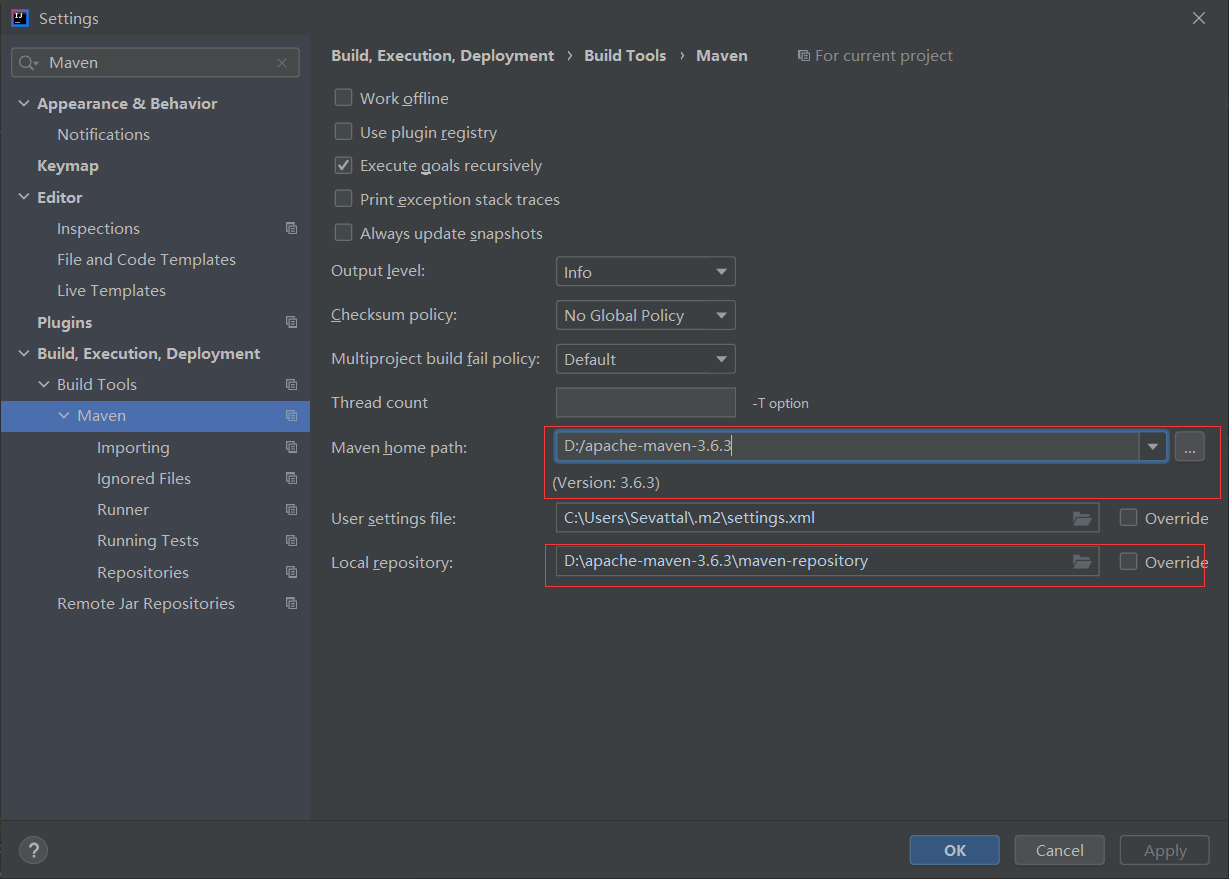 Settings
Maven
Appearance & Behavior
Notifications
Keymap
Editor
Inspections
File and Code Templates
Live Templates
Plugins
Build, Execution, Deployment
Build Tools
Maven
Importing
Ignored Files
Runner
Running Tests
Repositories
Remote Jar Repositories
Build, Execution, Deployment › Build Tools › Maven For current project
Work offline
Use plugin registry
Execute goals recursively
Print exception stack traces
Always update snapshots
Output level: Info
Checksum policy: No Global Policy
Multiproject build fail policy: Default
Thread count -T option
Maven home path: D:/apache-maven-3.6.3 ...
(Version: 3.6.3)
User settings file: C:\Users\Sevattal\.m2\settings.xml Override
Local repository: D:\apache-maven-3.6.3\maven-repository Override
? OK Cancel Apply